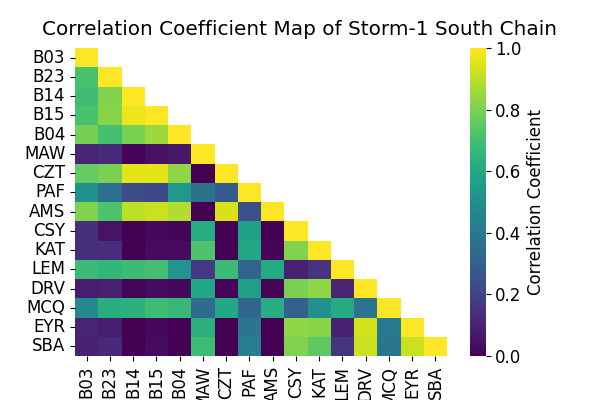 Correlation Coefficient Map of Storm-1 South Chain
B03
B23
B14
B15
B04
MAW
CZT
PAF
AMS
CSY
KAT
LEM
DRV
MCQ
EYR
SBA
B03 B23 B14 B15 B04 MAW CZT PAF AMS CSY KAT LEM DRV MCQ EYR SBA
1.0
0.8
0.6
0.4
0.2
0.0
Correlation Coefficient